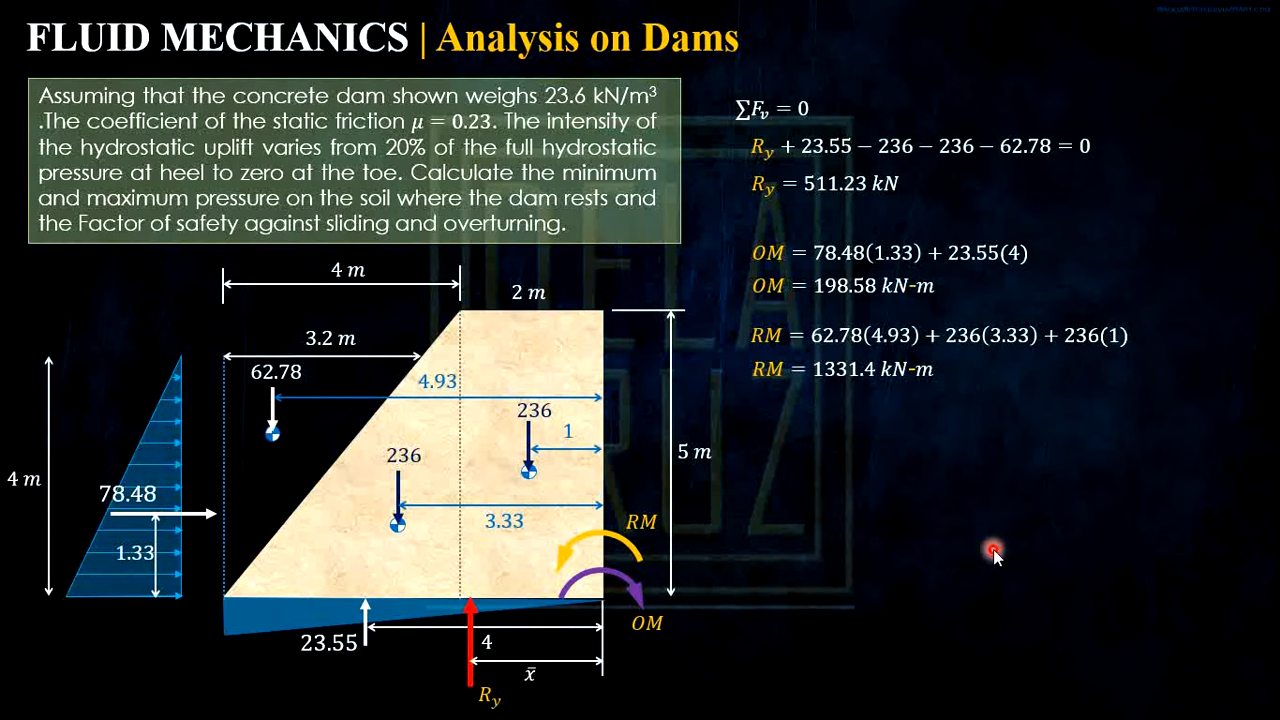 FLUID MECHANICS | Analysis on Dams
Assuming that the concrete dam shown weighs 23.6 kN/m³
.The coefficient of the static friction μ = 0.23. The intensity of
the hydrostatic uplift varies from 20% of the full hydrostatic
pressure at heel to zero at the toe. Calculate the minimum
and maximum pressure on the soil where the dam rests and
the Factor of safety against sliding and overturning.
∑F_v = 0
R_y + 23.55 − 236 − 236 − 62.78 = 0
R_y = 511.23 kN
OM = 78.48(1.33) + 23.55(4)
OM = 198.58 kN-m
RM = 62.78(4.93) + 236(3.33) + 236(1)
RM = 1331.4 kN-m
4 m
2 m
3.2 m
62.78
4.93
236
1
236
5 m
4 m
78.48
3.33
RM
1.33
OM
23.55
4
x̄
R_y